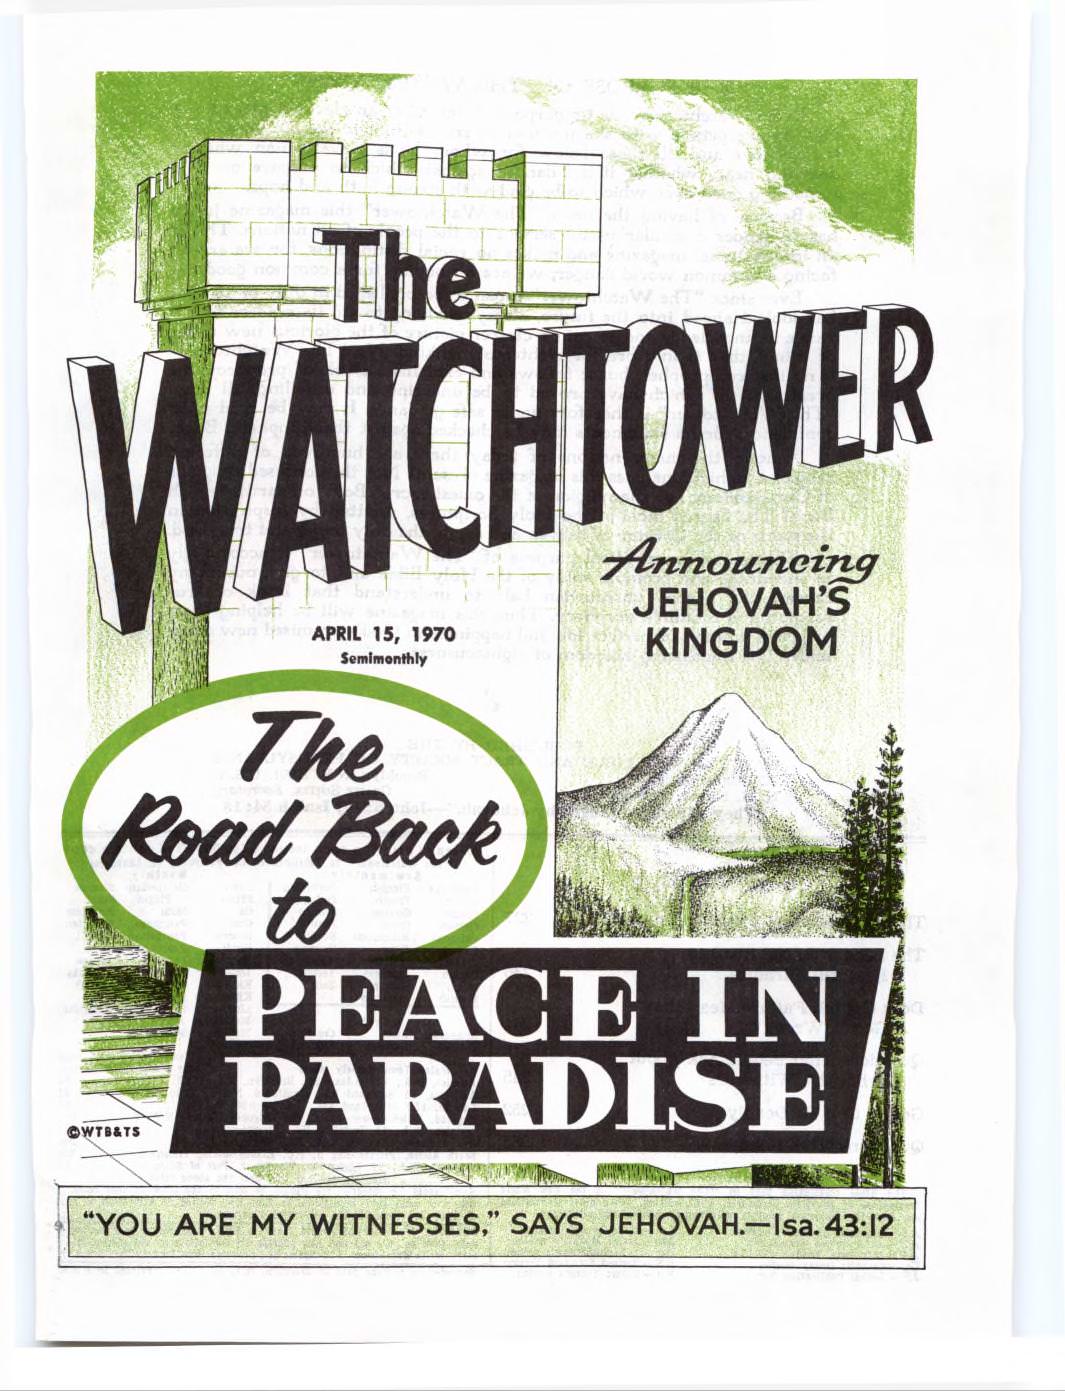 The
WATCHTOWER
Announcing
JEHOVAH'S
KINGDOM
APRIL 15, 1970
Semimonthly
The
Road Back
to
PEACE IN
PARADISE
©WTB&TS
“YOU ARE MY WITNESSES,” SAYS JEHOVAH.—Isa. 43:12